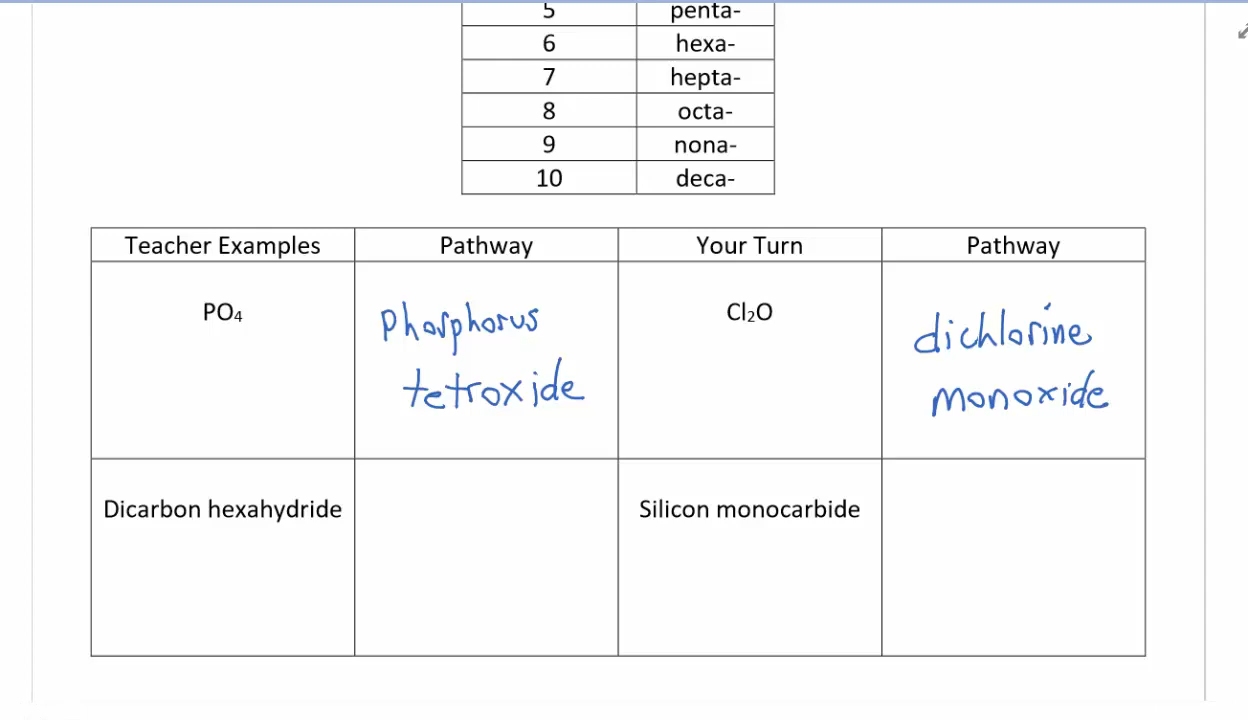 5 penta-
6 hexa-
7 hepta-
8 octa-
9 nona-
10 deca-
Teacher Examples Pathway Your Turn Pathway
PO₄ Phosphorus Cl₂O dichlorine
tetroxide monoxide
Dicarbon hexahydride Silicon monocarbide